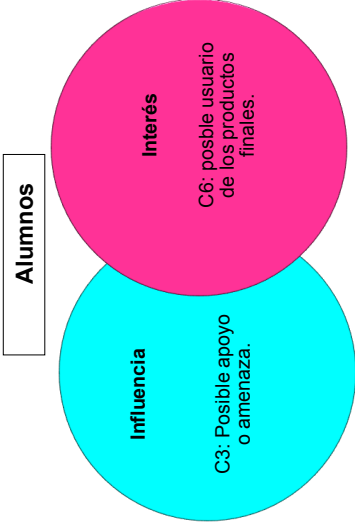 Alumnos
Influencia
C3: Posible apoyo
o amenaza.
Interés
C6: posble usuario
de los productos
finales.